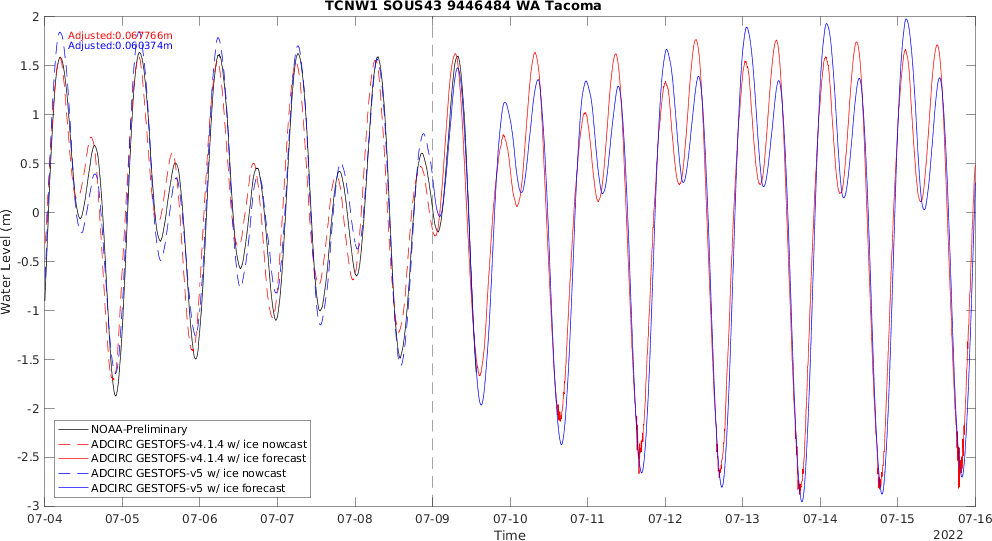 TCNW1 SOUS43 9446484 WA Tacoma
Adjusted:0.067766m
Adjusted:0.060374m
2
1.5
1
0.5
0
-0.5
-1
-1.5
-2
-2.5
-3
Water Level (m)
NOAA-Preliminary
ADCIRC GESTOFS-v4.1.4 w/ ice nowcast
ADCIRC GESTOFS-v4.1.4 w/ ice forecast
ADCIRC GESTOFS-v5 w/ ice nowcast
ADCIRC GESTOFS-v5 w/ ice forecast
07-04 07-05 07-06 07-07 07-08 07-09 07-10 07-11 07-12 07-13 07-14 07-15 07-16
Time
2022